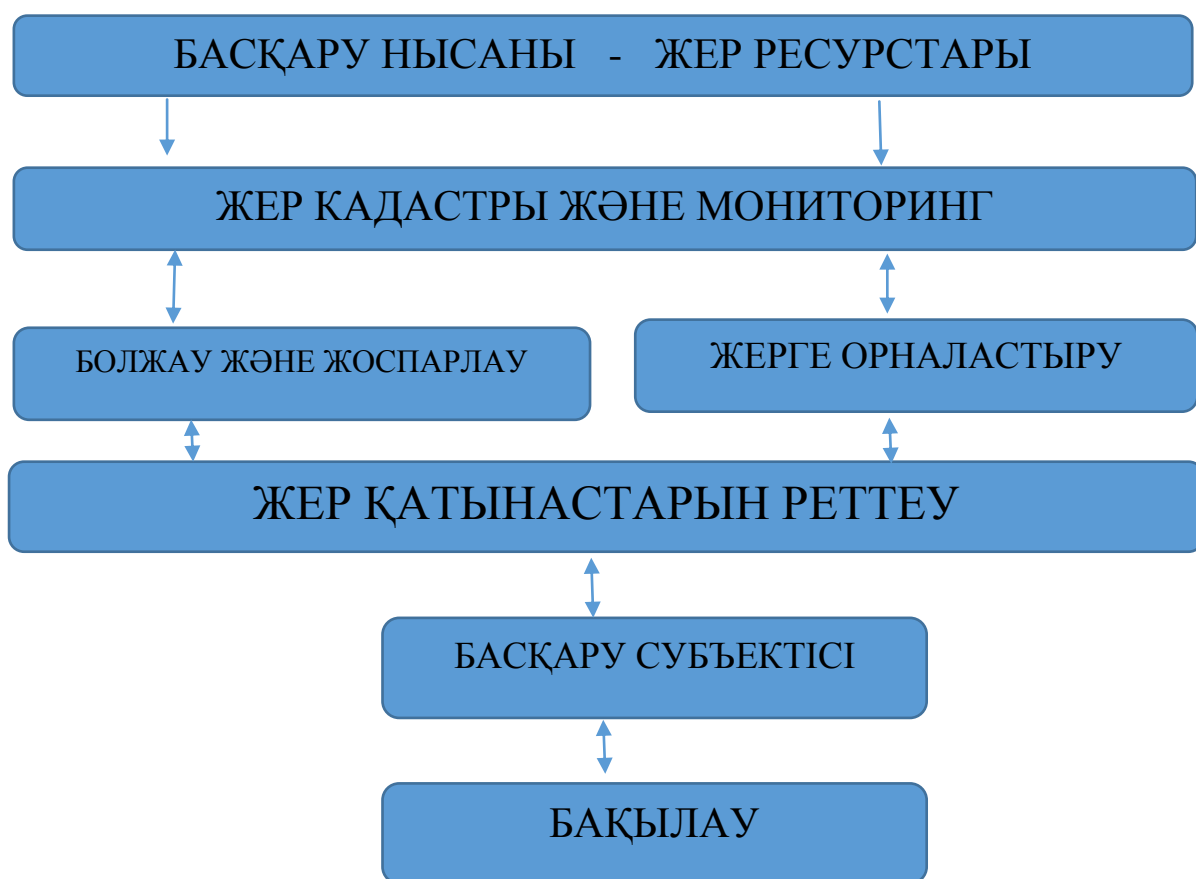 БАСҚАРУ НЫСАНЫ - ЖЕР РЕСУРСТАРЫ
ЖЕР КАДАСТРЫ ЖӘНЕ МОНИТОРИНГ
БОЛЖАУ ЖӘНЕ ЖОСПАРЛАУ
ЖЕРГЕ ОРНАЛАСТЫРУ
ЖЕР ҚАТЫНАСТАРЫН РЕТТЕУ
БАСҚАРУ СУБЪЕКТІСІ
БАҚЫЛАУ